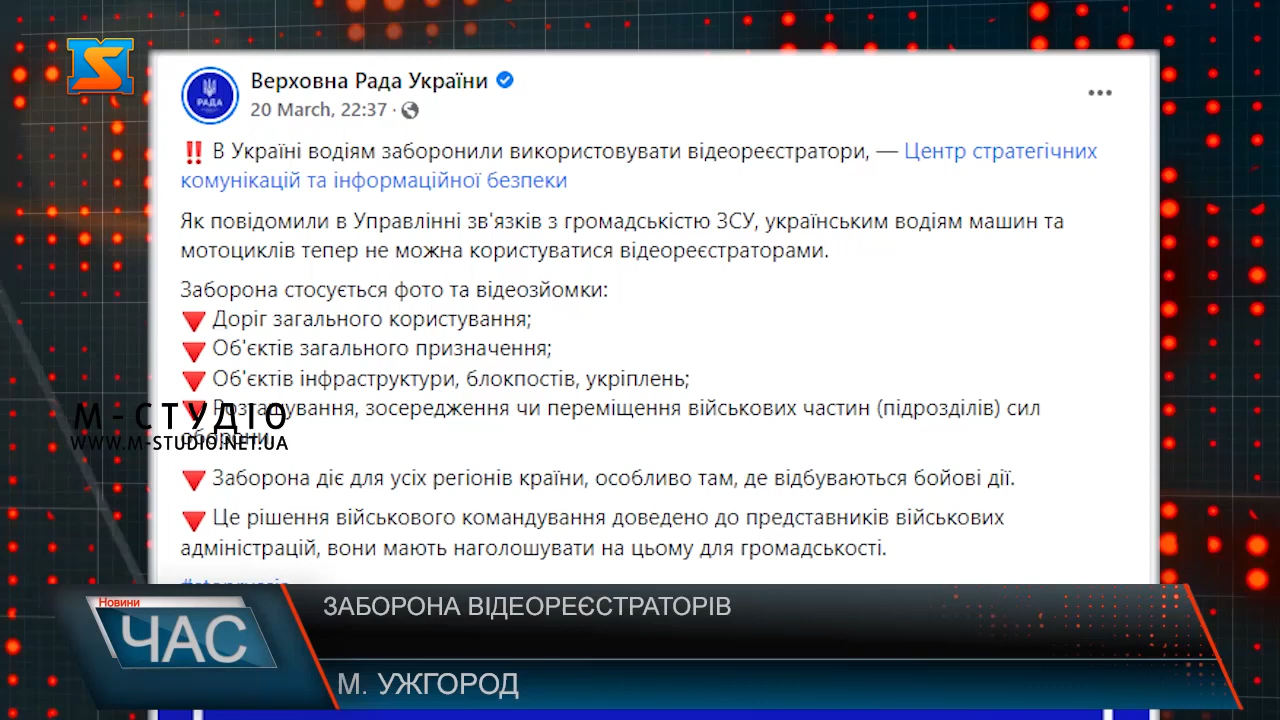 Верховна Рада України
РАДА
20 March, 22:37 ·
‼ В Україні водіям заборонили використовувати відеореєстратори, — Центр стратегічних
комунікацій та інформаційної безпеки
Як повідомили в Управлінні зв'язків з громадськістю ЗСУ, українським водіям машин та
мотоциклів тепер не можна користуватися відеореєстраторами.
Заборона стосується фото та відеозйомки:
🔻 Доріг загального користування;
🔻 Об'єктів загального призначення;
🔻 Об'єктів інфраструктури, блокпостів, укріплень;
🔻 Розташування, зосередження чи переміщення військових частин (підрозділів) сил
оборони.
М-СТУДІО
WWW.M-STUDIO.NET.UA
🔻 Заборона діє для усіх регіонів країни, особливо там, де відбуваються бойові дії.
🔻 Це рішення військового командування доведено до представників військових
адміністрацій, вони мають наголошувати на цьому для громадськості.
Новини
ЧАС
ЗАБОРОНА ВІДЕОРЕЄСТРАТОРІВ
М. УЖГОРОД